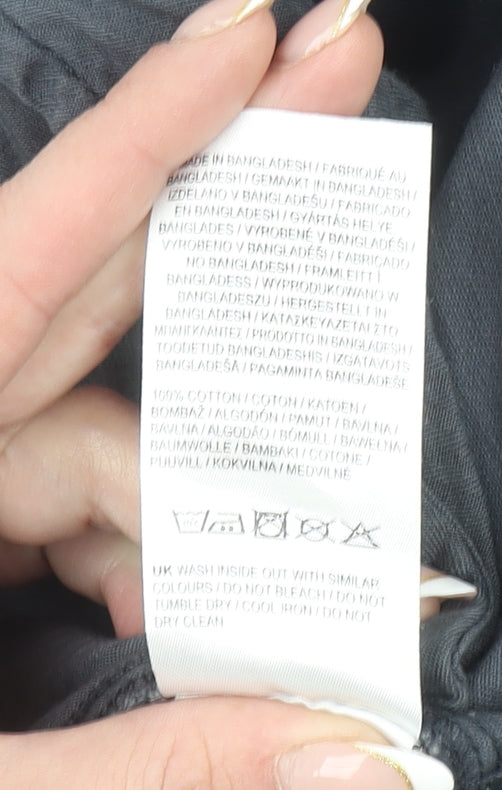 MADE IN BANGLADESH / FABRIQUÉ AU
BANGLADESH / GEMAAKT IN BANGLADESH /
IZDELANO V BANGLADEŠU / FABRICADO
EN BANGLADESH / GYÁRTÁS HELYE
BANGLADES / VYROBENÉ V BANGLADÉŠI /
VYROBENO V BANGLADÉŠI / FABRICADO
NO BANGLADESH / FRAMLEITT Í
BANGLADESS / WYPRODUKOWANO W
BANGLADESZU / HERGESTELLT IN
BANGLADESH / ΚΑΤΑΣΚΕΥΑΖΕΤΑΙ ΣΤΟ
ΜΠΑΝΓΚΛΑΝΤΕΣ / PRODOTTO IN BANGLADESH /
TOODETUD BANGLADESHIS / IZGATAVOTS
BANGLADEŠĀ / PAGAMINTA BANGLADEŠE
100% COTTON / COTON / KATOEN /
BOMBAŽ / ALGODÓN / PAMUT / BAVLNA /
BAVLNA / ALGODÃO / BÓMULL / BAWEŁNA /
BAUMWOLLE / ΒΑΜΒΑΚΙ / COTONE /
PUUVILL / KOKVILNA / MEDVILNĖ
UK WASH INSIDE OUT WITH SIMILAR
COLOURS / DO NOT BLEACH / DO NOT
TUMBLE DRY / COOL IRON / DO NOT
DRY CLEAN